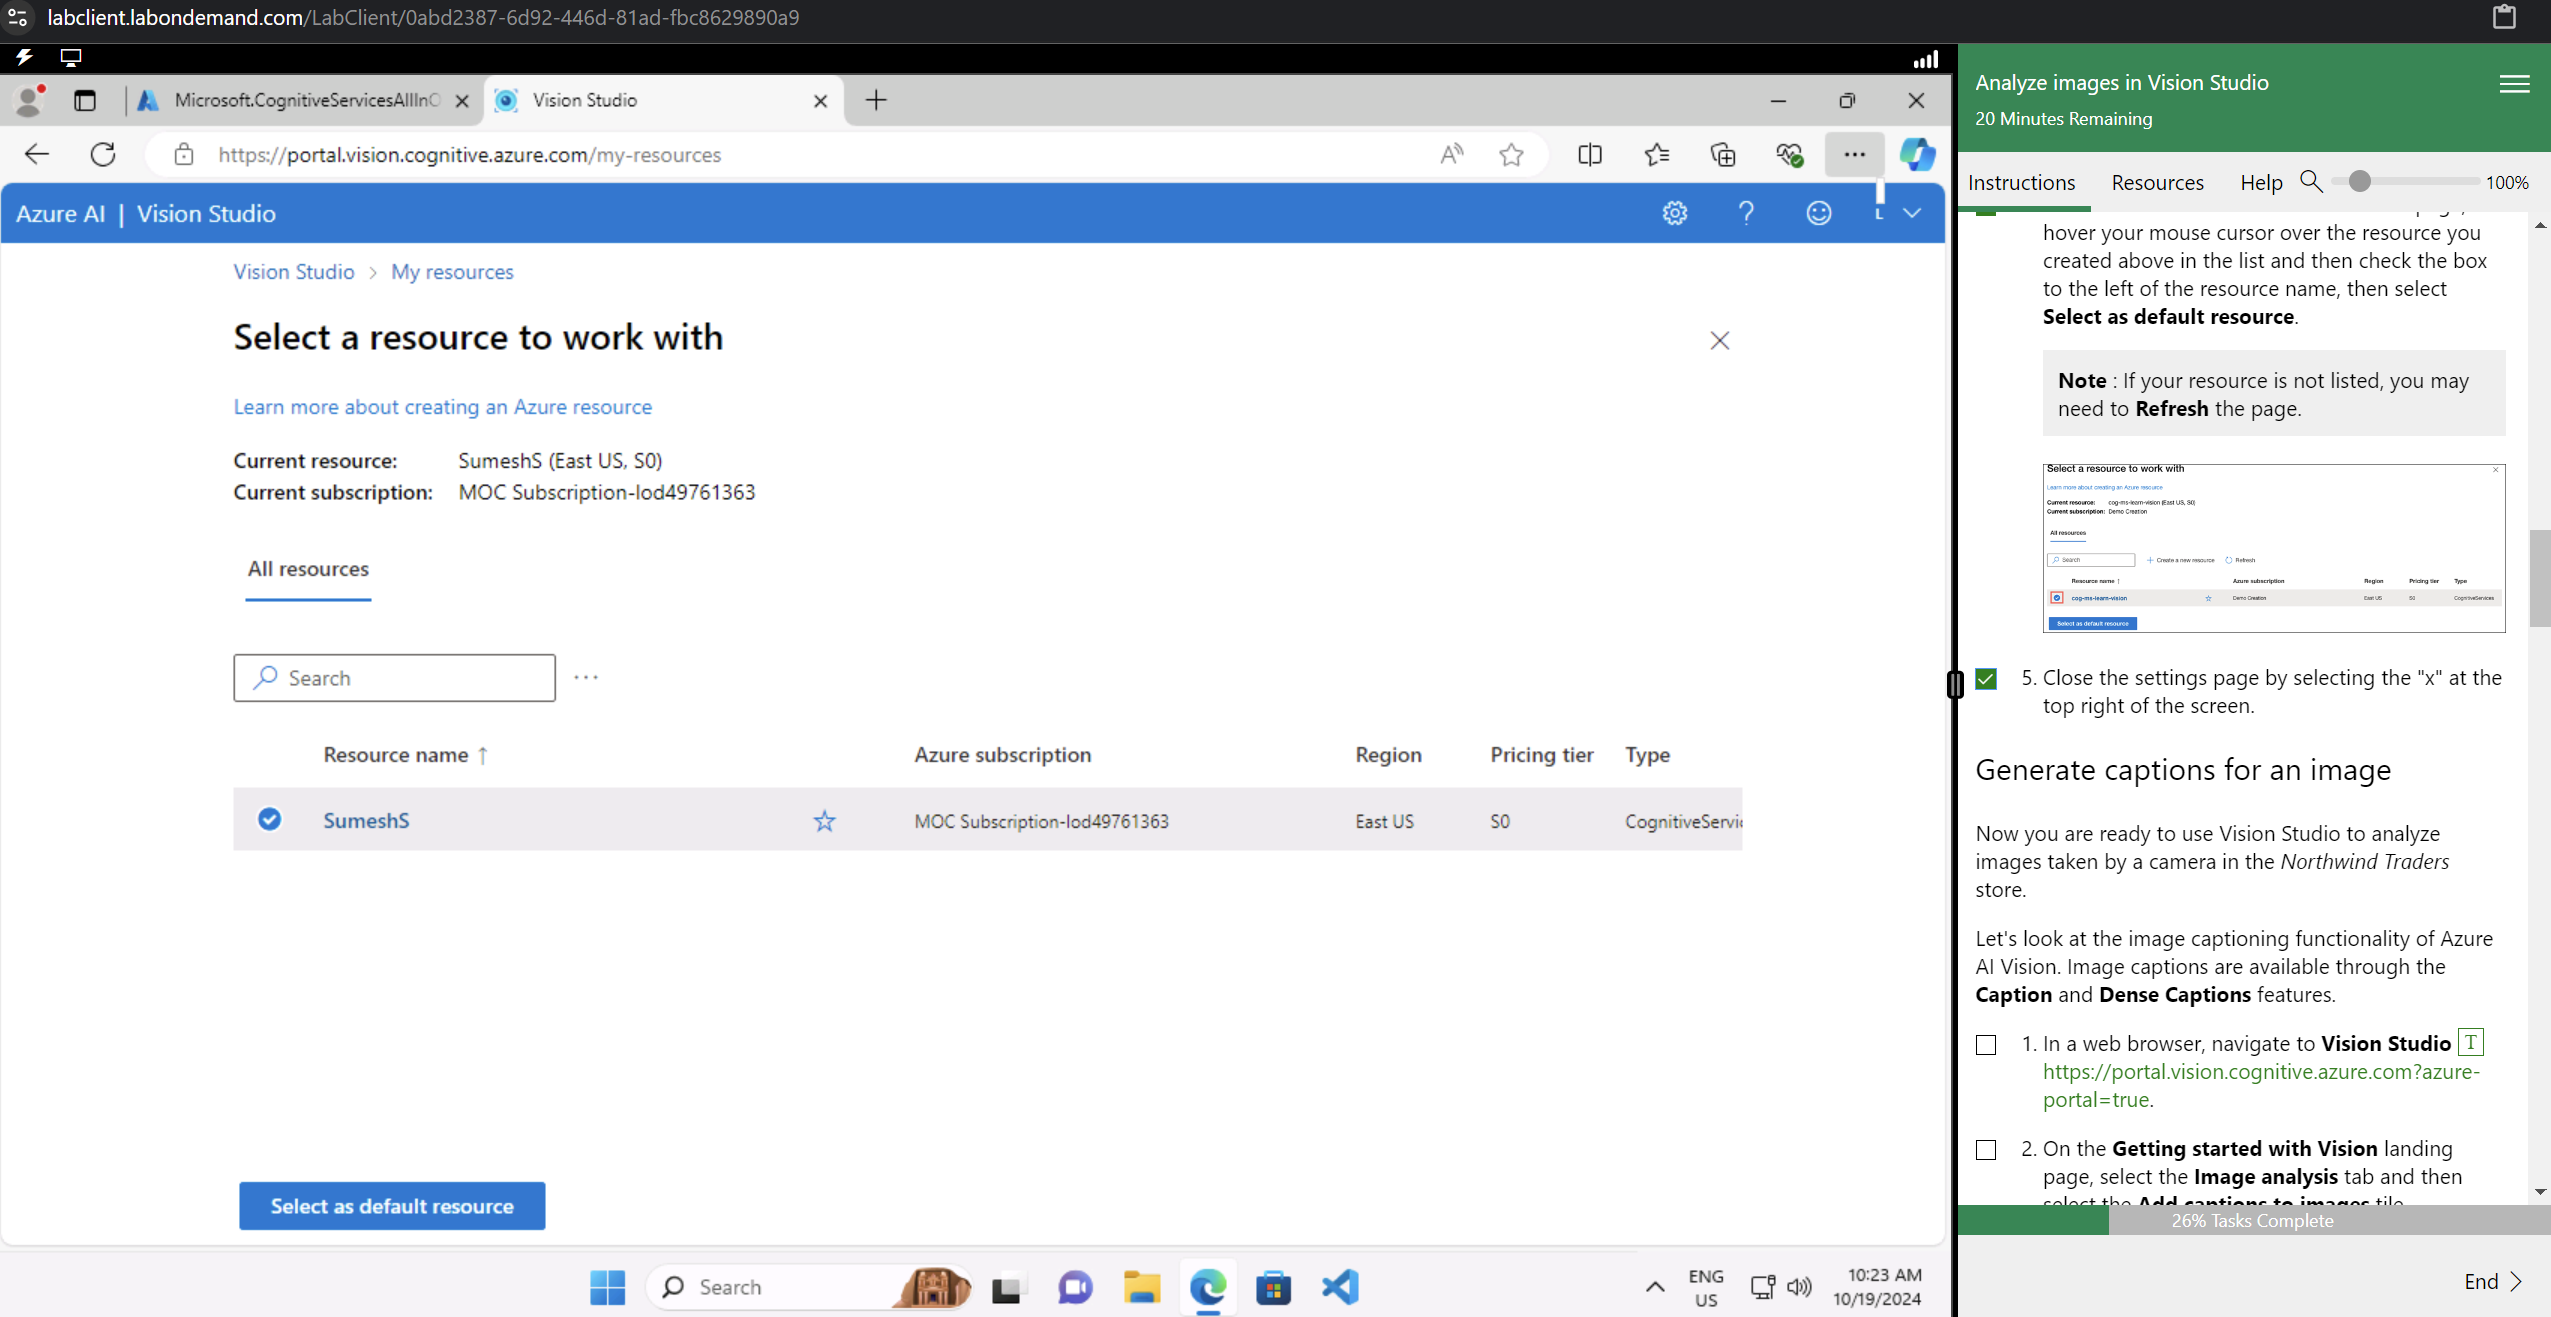 labclient.labondemand.com/LabClient/0abd2387-6d92-446d-81ad-fbc8629890a9
Microsoft.CognitiveServicesAllInO
Vision Studio
https://portal.vision.cognitive.azure.com/my-resources
Azure AI | Vision Studio
L
Vision Studio > My resources
Select a resource to work with
Learn more about creating an Azure resource
Current resource: SumeshS (East US, S0)
Current subscription: MOC Subscription-lod49761363
All resources
Search ...
Resource name ↑ Azure subscription Region Pricing tier Type
SumeshS MOC Subscription-lod49761363 East US S0 CognitiveServi
Select as default resource
Search
ENG
US
10:23 AM
10/19/2024
Analyze images in Vision Studio
20 Minutes Remaining
Instructions Resources Help 100%
hover your mouse cursor over the resource you
created above in the list and then check the box
to the left of the resource name, then select
Select as default resource.
Note : If your resource is not listed, you may
need to Refresh the page.
Select a resource to work with
Learn more about creating an Azure resource
Current resource: cog-ms-learn-vision (East US, S0)
Current subscription: Demo Creation
All resources
Search + Create a new resource Refresh
Resource name ↑ Azure subscription Region Pricing tier Type
cog-ms-learn-vision Demo Creation East US S0 CognitiveServices
Select as default resource
5. Close the settings page by selecting the "x" at the
top right of the screen.
Generate captions for an image
Now you are ready to use Vision Studio to analyze
images taken by a camera in the Northwind Traders
store.
Let's look at the image captioning functionality of Azure
AI Vision. Image captions are available through the
Caption and Dense Captions features.
1. In a web browser, navigate to Vision Studio T
https://portal.vision.cognitive.azure.com?azure-
portal=true.
2. On the Getting started with Vision landing
page, select the Image analysis tab and then
select the Add captions to images tile
26% Tasks Complete
End >